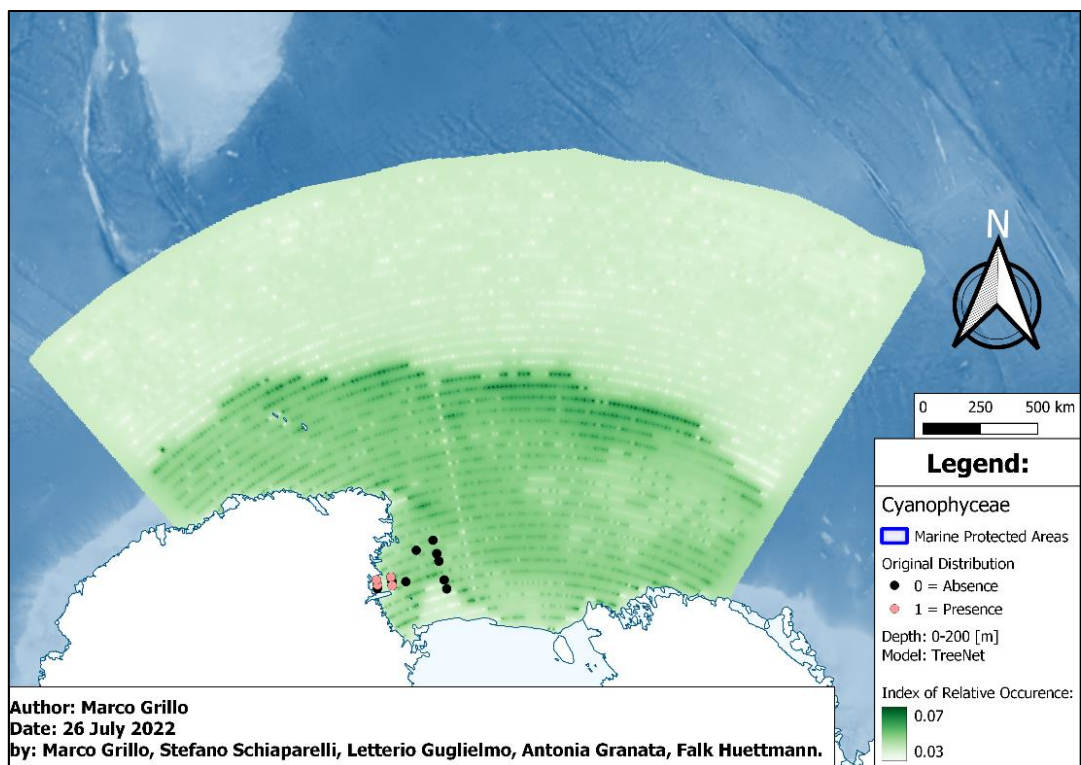 N
0 250 500 km
Legend:
Cyanophyceae
Marine Protected Areas
Original Distribution
0 = Absence
1 = Presence
Depth: 0-200 [m]
Model: TreeNet
Index of Relative Occurence:
0.07
0.03
Author: Marco Grillo
Date: 26 July 2022
by: Marco Grillo, Stefano Schiaparelli, Letterio Guglielmo, Antonia Granata, Falk Huettmann.